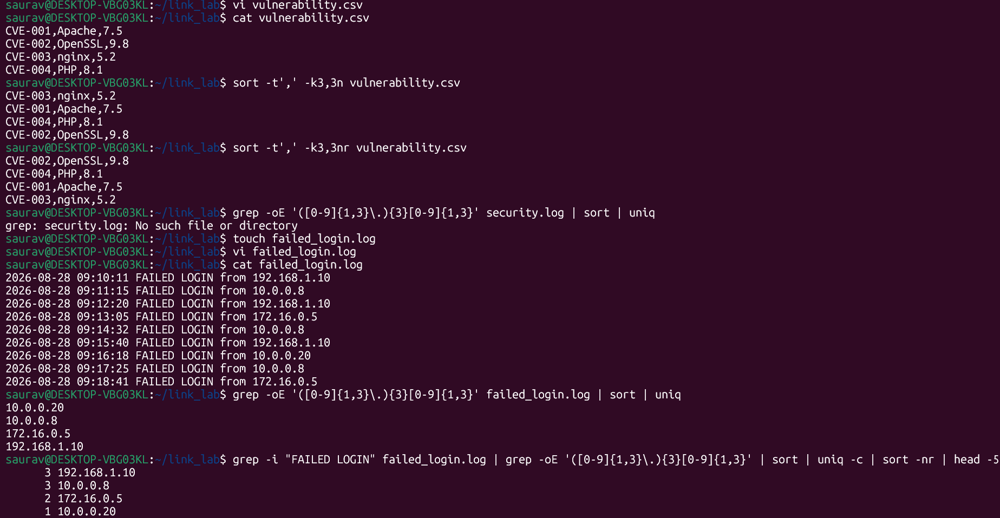 saurav@DESKTOP-VBG03KL:~/link_lab$ vi vulnerability.csv
saurav@DESKTOP-VBG03KL:~/link_lab$ cat vulnerability.csv
CVE-001,Apache,7.5
CVE-002,OpenSSL,9.8
CVE-003,nginx,5.2
CVE-004,PHP,8.1
saurav@DESKTOP-VBG03KL:~/link_lab$ sort -t',' -k3,3n vulnerability.csv
CVE-003,nginx,5.2
CVE-001,Apache,7.5
CVE-004,PHP,8.1
CVE-002,OpenSSL,9.8
saurav@DESKTOP-VBG03KL:~/link_lab$ sort -t',' -k3,3nr vulnerability.csv
CVE-002,OpenSSL,9.8
CVE-004,PHP,8.1
CVE-001,Apache,7.5
CVE-003,nginx,5.2
saurav@DESKTOP-VBG03KL:~/link_lab$ grep -oE '([0-9]{1,3}\.){3}[0-9]{1,3}' security.log | sort | uniq
grep: security.log: No such file or directory
saurav@DESKTOP-VBG03KL:~/link_lab$ touch failed_login.log
saurav@DESKTOP-VBG03KL:~/link_lab$ vi failed_login.log
saurav@DESKTOP-VBG03KL:~/link_lab$ cat failed_login.log
2026-08-28 09:10:11 FAILED LOGIN from 192.168.1.10
2026-08-28 09:11:15 FAILED LOGIN from 10.0.0.8
2026-08-28 09:12:20 FAILED LOGIN from 192.168.1.10
2026-08-28 09:13:05 FAILED LOGIN from 172.16.0.5
2026-08-28 09:14:32 FAILED LOGIN from 10.0.0.8
2026-08-28 09:15:40 FAILED LOGIN from 192.168.1.10
2026-08-28 09:16:18 FAILED LOGIN from 10.0.0.20
2026-08-28 09:17:25 FAILED LOGIN from 10.0.0.8
2026-08-28 09:18:41 FAILED LOGIN from 172.16.0.5
saurav@DESKTOP-VBG03KL:~/link_lab$ grep -oE '([0-9]{1,3}\.){3}[0-9]{1,3}' failed_login.log | sort | uniq
10.0.0.20
10.0.0.8
172.16.0.5
192.168.1.10
saurav@DESKTOP-VBG03KL:~/link_lab$ grep -i "FAILED LOGIN" failed_login.log | grep -oE '([0-9]{1,3}\.){3}[0-9]{1,3}' | sort | uniq -c | sort -nr | head -5
      3 192.168.1.10
      3 10.0.0.8
      2 172.16.0.5
      1 10.0.0.20